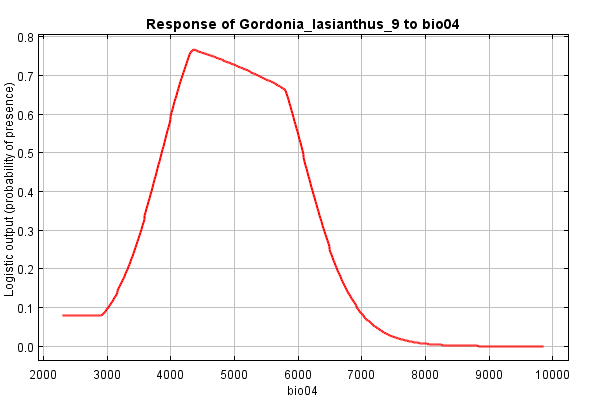 Response of Gordonia_lasianthus_9 to bio04
Logistic output (probability of presence)
0.8
0.7
0.6
0.5
0.4
0.3
0.2
0.1
0.0
2000 3000 4000 5000 6000 7000 8000 9000 10000
bio04